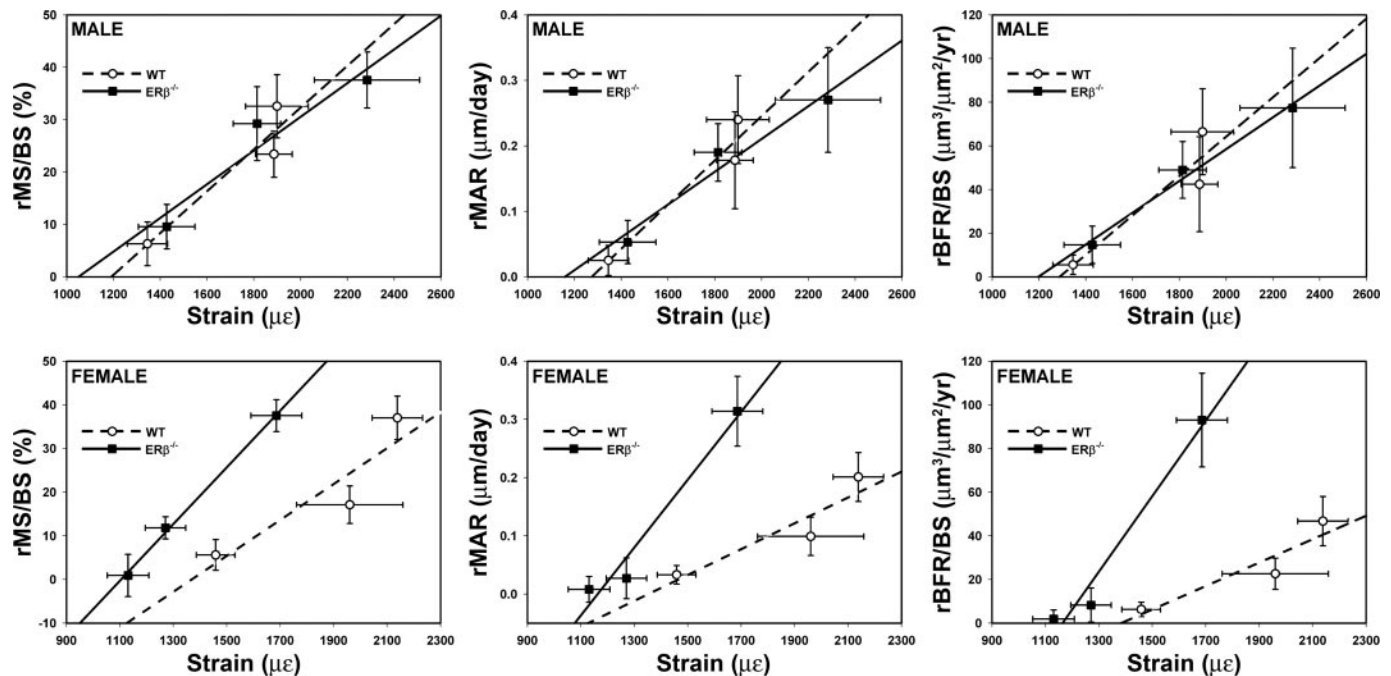 MALE
rMS/BS (%)
50
40
30
20
10
0
WT
ERβ-/-
1000 1200 1400 1600 1800 2000 2200 2400 2600
Strain (με)
MALE
rMAR (μm/day)
0.4
0.3
0.2
0.1
0.0
WT
ERβ-/-
1000 1200 1400 1600 1800 2000 2200 2400 2600
Strain (με)
MALE
rBFR/BS (μm³/μm²/yr)
120
100
80
60
40
20
0
WT
ERβ-/-
1000 1200 1400 1600 1800 2000 2200 2400 2600
Strain (με)
FEMALE
rMS/BS (%)
50
40
30
20
10
0
-10
WT
ERβ-/-
900 1100 1300 1500 1700 1900 2100 2300
Strain (με)
FEMALE
rMAR (μm/day)
0.4
0.3
0.2
0.1
0.0
WT
ERβ-/-
900 1100 1300 1500 1700 1900 2100 2300
Strain (με)
FEMALE
rBFR/BS (μm³/μm²/yr)
120
100
80
60
40
20
0
WT
ERβ-/-
900 1100 1300 1500 1700 1900 2100 2300
Strain (με)